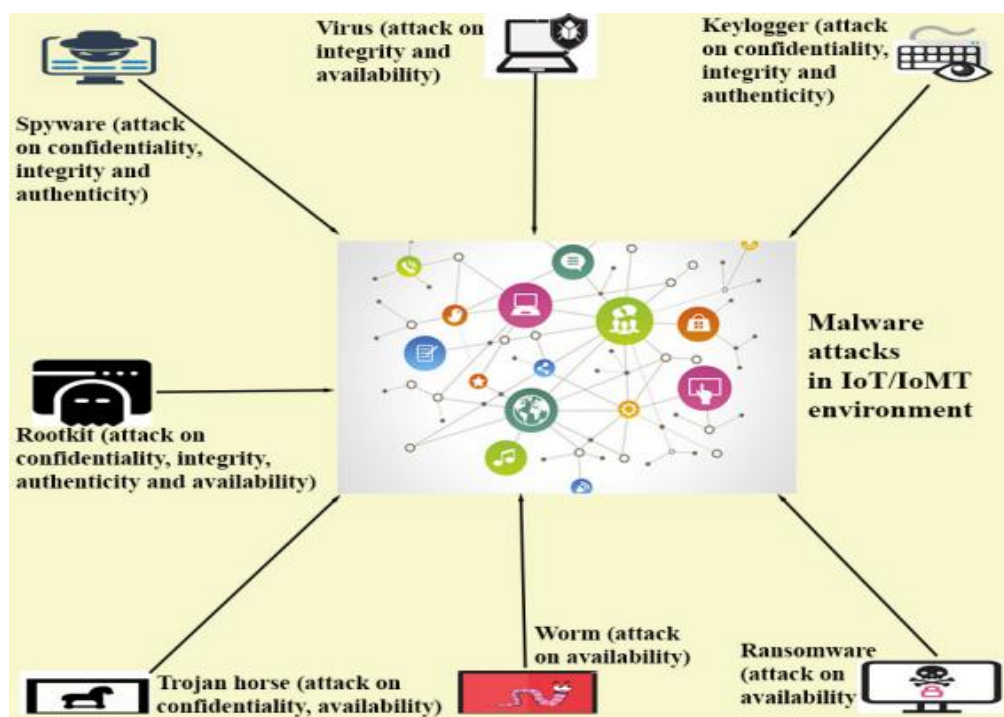 Virus (attack on
integrity and
availability)
Keylogger (attack
on confidentiality,
integrity and
authenticity)
Spyware (attack
on confidentiality,
integrity and
authenticity)
Malware
attacks
in IoT/IoMT
environment
Rootkit (attack on
confidentiality, integrity,
authenticity and availability)
Worm (attack
on availability)
Ransomware
(attack on
availability
Trojan horse (attack on
confidentiality, availability)